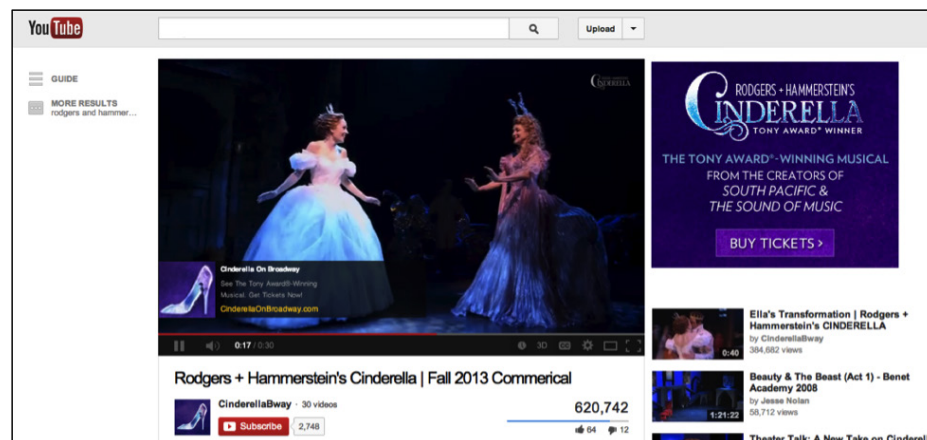 YouTube
Upload
GUIDE
MORE RESULTS
rodgers and hammer...
CINDERELLA
Cinderella On Broadway
See The Tony Award®-Winning
Musical. Get Tickets Now!
CinderellaOnBroadway.com
0:17 / 0:30
3D
Rodgers + Hammerstein's Cinderella | Fall 2013 Commerical
CinderellaBway · 30 videos
Subscribe 2,748
620,742
64 12
RODGERS + HAMMERSTEIN'S
CINDERELLA
TONY AWARD® WINNER
THE TONY AWARD®-WINNING MUSICAL
FROM THE CREATORS OF
SOUTH PACIFIC &
THE SOUND OF MUSIC
BUY TICKETS >
Ella's Transformation | Rodgers +
Hammerstein's CINDERELLA
by CinderellaBway
384,682 views
0:40
Beauty & The Beast (Act 1) - Benet
Academy 2008
by Jesse Nolan
58,712 views
1:21:22
Theater Talk: A New Take on Cinderell